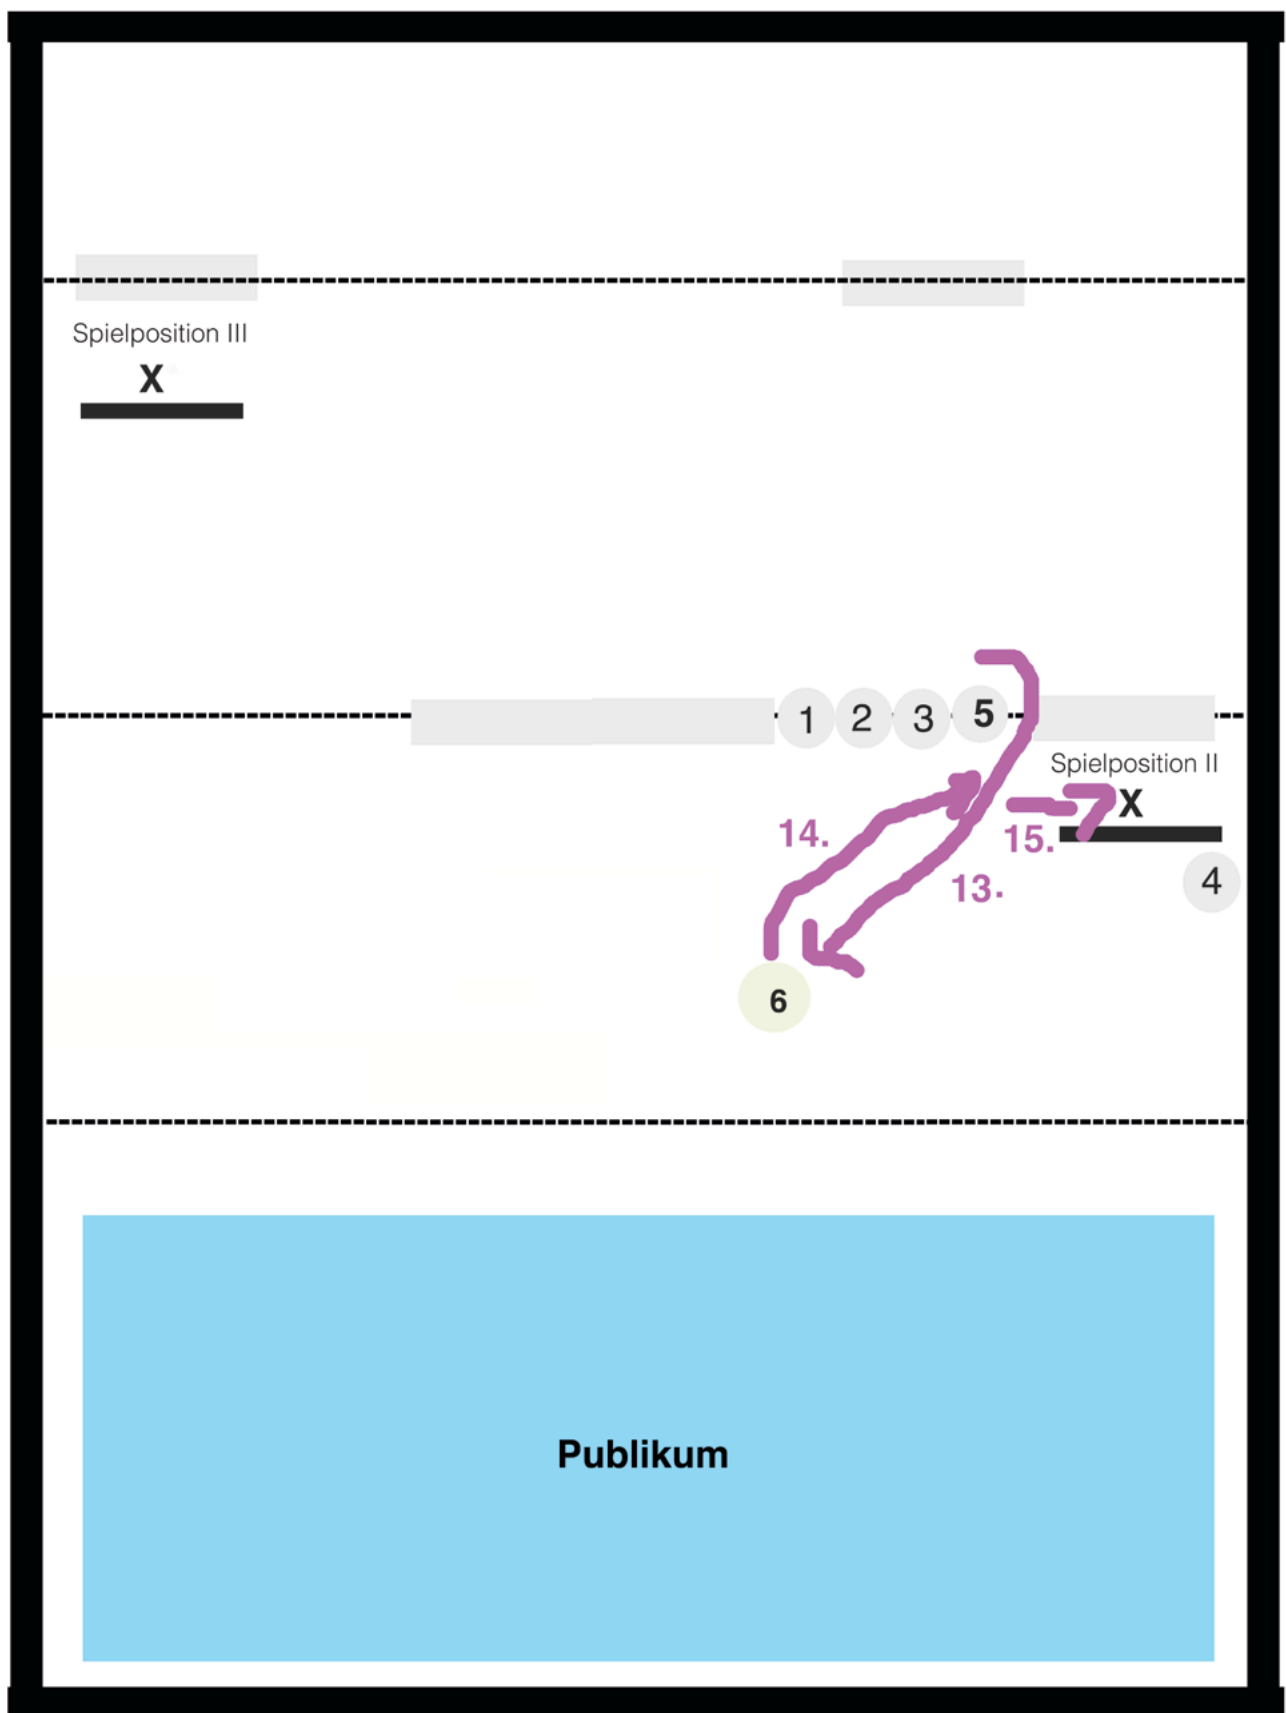 Spielposition III
X
1 2 3 5
Spielposition II
X
14.
15.
4
13.
6
Publikum